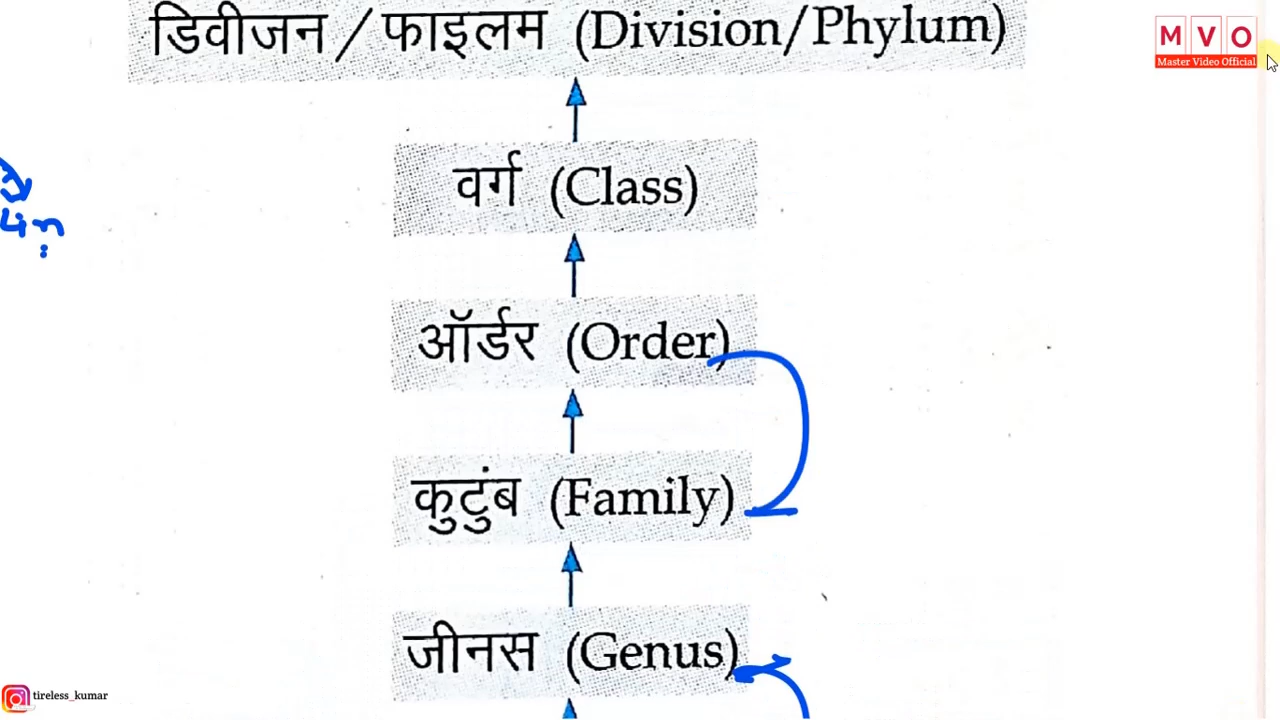 डिवीजन / फाइलम (Division/Phylum)
M V O
Master Video Official
वर्ग (Class)
ऑर्डर (Order)
कुटुंब (Family)
जीनस (Genus)
tireless_kumar